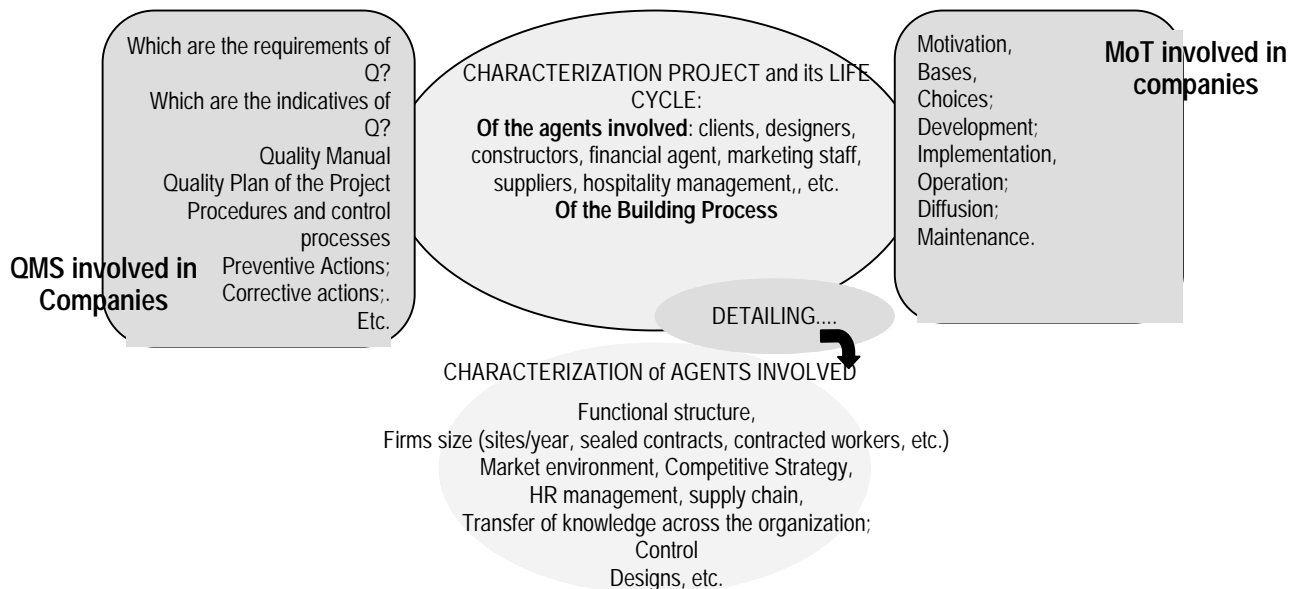 Which are the requirements of
Q?
Which are the indicatives of
Q?
Quality Manual
Quality Plan of the Project
Procedures and control
processes
Preventive Actions;
Corrective actions;.
Etc.
QMS involved in
Companies
CHARACTERIZATION PROJECT and its LIFE
CYCLE:
Of the agents involved: clients, designers,
constructors, financial agent, marketing staff,
suppliers, hospitality management,, etc.
Of the Building Process
Motivation,
Bases,
Choices;
Development;
Implementation,
Operation;
Diffusion;
Maintenance.
MoT involved in
companies
DETAILING....
CHARACTERIZATION of AGENTS INVOLVED
Functional structure,
Firms size (sites/year, sealed contracts, contracted workers, etc.)
Market environment, Competitive Strategy,
HR management, supply chain,
Transfer of knowledge across the organization;
Control
Designs, etc.